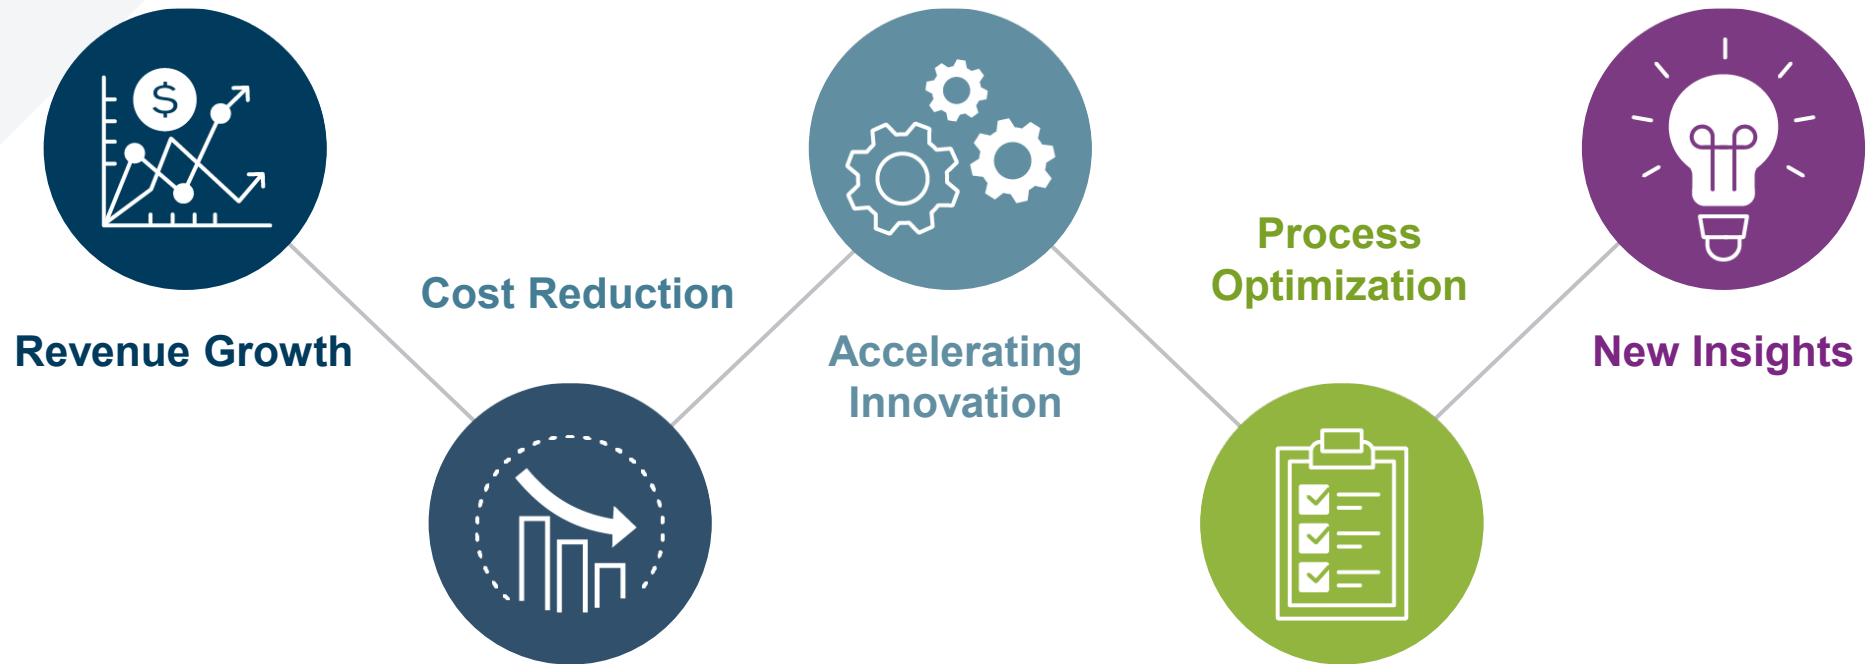 $
Revenue Growth
Cost Reduction
Accelerating
Innovation
Process
Optimization
New Insights